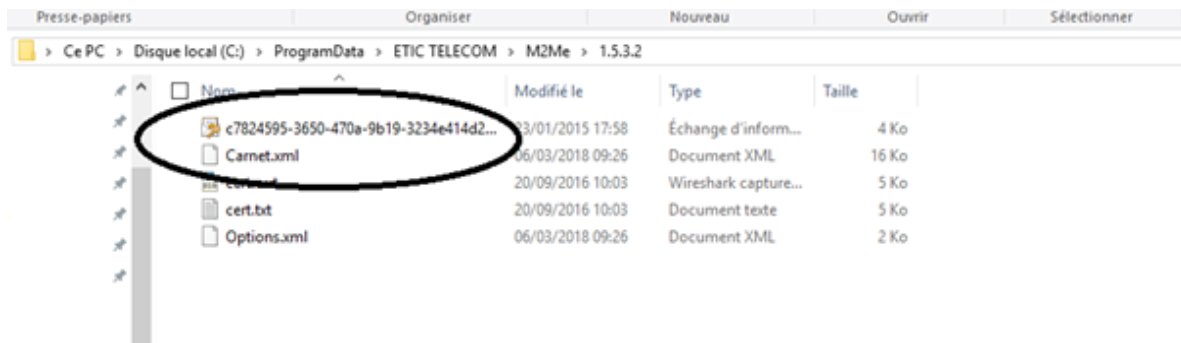 Presse-papiers Organiser Nouveau Ouvrir Sélectionner
> Ce PC > Disque local (C:) > ProgramData > ETIC TELECOM > M2Me > 1.5.3.2
Nom Modifié le Type Taille
c7824595-3650-470a-9b19-3234e414d2... 23/01/2015 17:58 Échange d'inform... 4 Ko
Carnet.xml 06/03/2018 09:26 Document XML 16 Ko
20/09/2016 10:03 Wireshark capture... 5 Ko
cert.txt 20/09/2016 10:03 Document texte 5 Ko
Options.xml 06/03/2018 09:26 Document XML 2 Ko